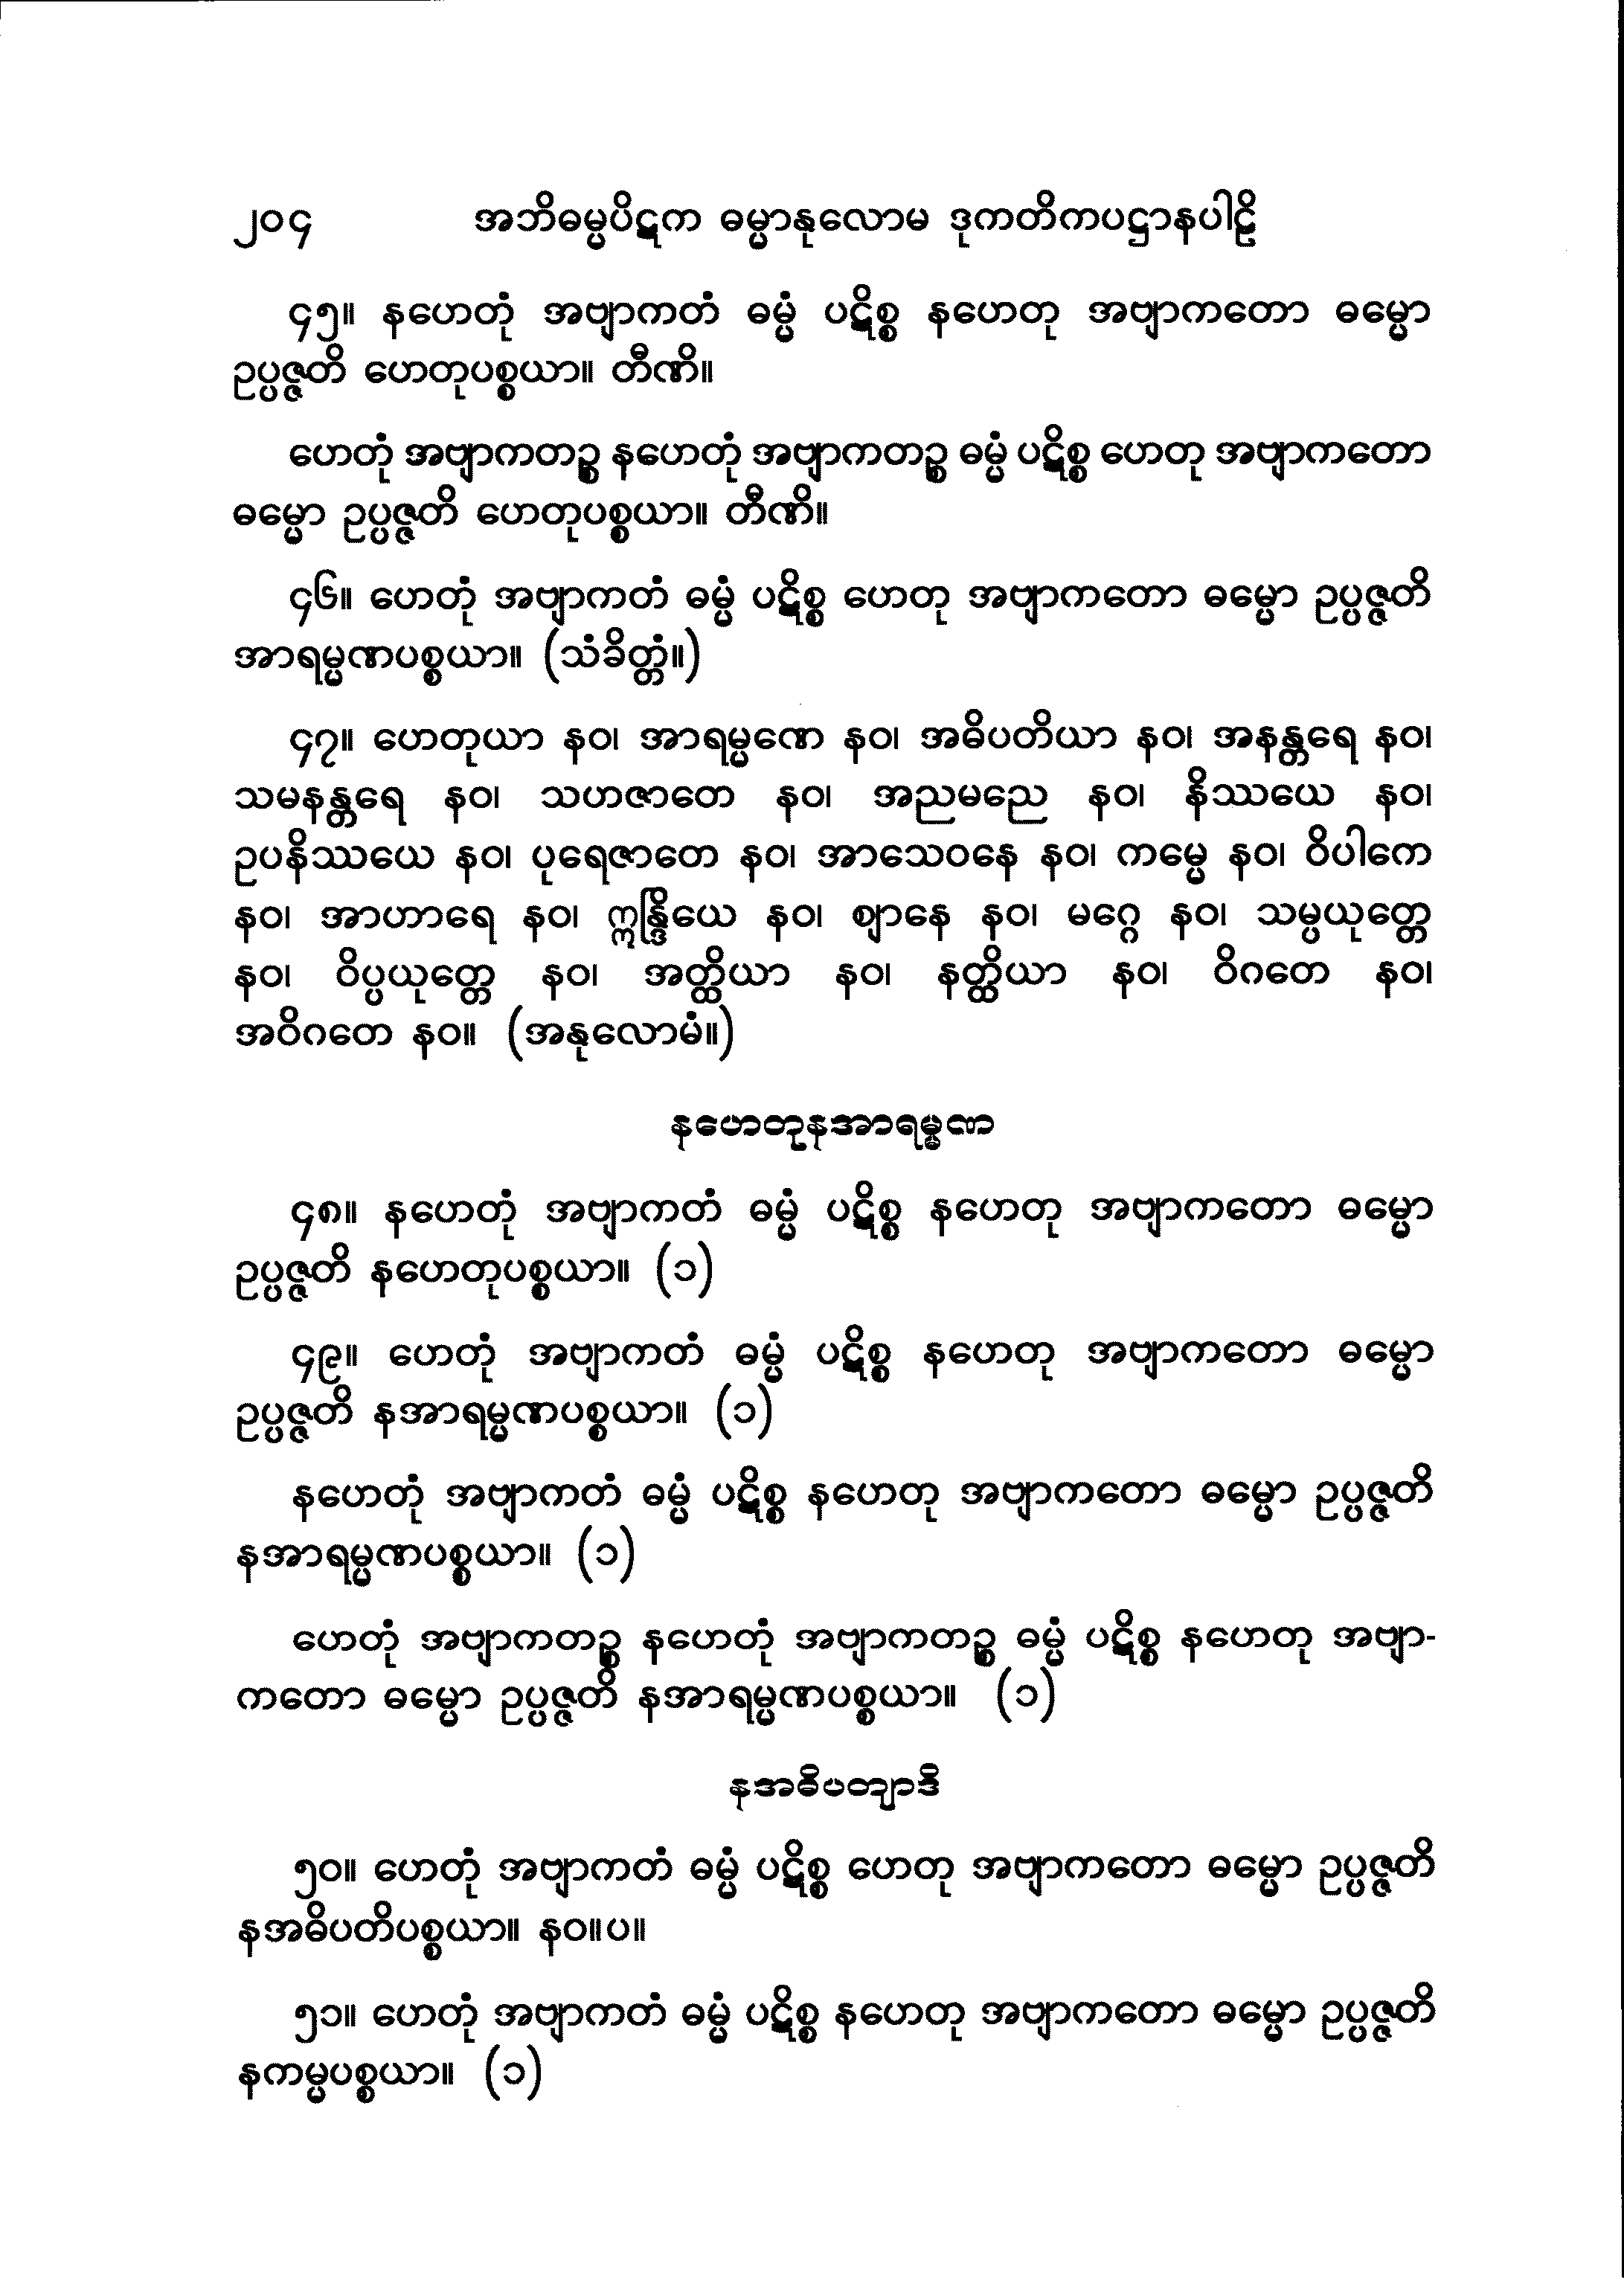 ၂၀၄ အဘိဓမ္မပိဋက ဓမ္မာနုလောမ ဒုကတိကပဋ္ဌာနပါဠိ
၄၅။ နဟေတုံ အဗျာကတံ ဓမ္မံ ပဋိစ္စ နဟေတု အဗျာကတော ဓမ္မော
ဥပ္ပဇ္ဇတိ ဟေတုပစ္စယာ။ တီဏိ။
ဟေတုံ အဗျာကတဉ္စ နဟေတုံ အဗျာကတဉ္စ ဓမ္မံ ပဋိစ္စ ဟေတု အဗျာကတော
ဓမ္မော ဥပ္ပဇ္ဇတိ ဟေတုပစ္စယာ။ တီဏိ။
၄၆။ ဟေတုံ အဗျာကတံ ဓမ္မံ ပဋိစ္စ ဟေတု အဗျာကတော ဓမ္မော ဥပ္ပဇ္ဇတိ
အာရမ္မဏပစ္စယာ။ (သံခိတ္တံ။)
၄၇။ ဟေတုယာ နဝ၊ အာရမ္မဏေ နဝ၊ အဓိပတိယာ နဝ၊ အနန္တရေ နဝ၊
သမနန္တရေ နဝ၊ သဟဇာတေ နဝ၊ အညမညေ နဝ၊ နိဿယေ နဝ၊
ဥပနိဿယေ နဝ၊ ပုရေဇာတေ နဝ၊ အာသေဝနေ နဝ၊ ကမ္မေ နဝ၊ ဝိပါကေ
နဝ၊ အာဟာရေ နဝ၊ ဣန္ဒြိယေ နဝ၊ ဈာနေ နဝ၊ မဂ္ဂေ နဝ၊ သမ္ပယုတ္တေ
နဝ၊ ဝိပ္ပယုတ္တေ နဝ၊ အတ္ထိယာ နဝ၊ နတ္ထိယာ နဝ၊ ဝိဂတေ နဝ၊
အဝိဂတေ နဝ။ (အနုလောမံ။)
နဟေတုနအာရမ္မဏ
၄၈။ နဟေတုံ အဗျာကတံ ဓမ္မံ ပဋိစ္စ နဟေတု အဗျာကတော ဓမ္မော
ဥပ္ပဇ္ဇတိ နဟေတုပစ္စယာ။ (၁)
၄၉။ ဟေတုံ အဗျာကတံ ဓမ္မံ ပဋိစ္စ နဟေတု အဗျာကတော ဓမ္မော
ဥပ္ပဇ္ဇတိ နအာရမ္မဏပစ္စယာ။ (၁)
နဟေတုံ အဗျာကတံ ဓမ္မံ ပဋိစ္စ နဟေတု အဗျာကတော ဓမ္မော ဥပ္ပဇ္ဇတိ
နအာရမ္မဏပစ္စယာ။ (၁)
ဟေတုံ အဗျာကတဉ္စ နဟေတုံ အဗျာကတဉ္စ ဓမ္မံ ပဋိစ္စ နဟေတု အဗျာ-
ကတော ဓမ္မော ဥပ္ပဇ္ဇတိ နအာရမ္မဏပစ္စယာ။ (၁)
နအဓိပတျာဒိ
၅၀။ ဟေတုံ အဗျာကတံ ဓမ္မံ ပဋိစ္စ ဟေတု အဗျာကတော ဓမ္မော ဥပ္ပဇ္ဇတိ
နအဓိပတိပစ္စယာ။ နဝ။ပ။
၅၁။ ဟေတုံ အဗျာကတံ ဓမ္မံ ပဋိစ္စ နဟေတု အဗျာကတော ဓမ္မော ဥပ္ပဇ္ဇတိ
နကမ္မပစ္စယာ။ (၁)